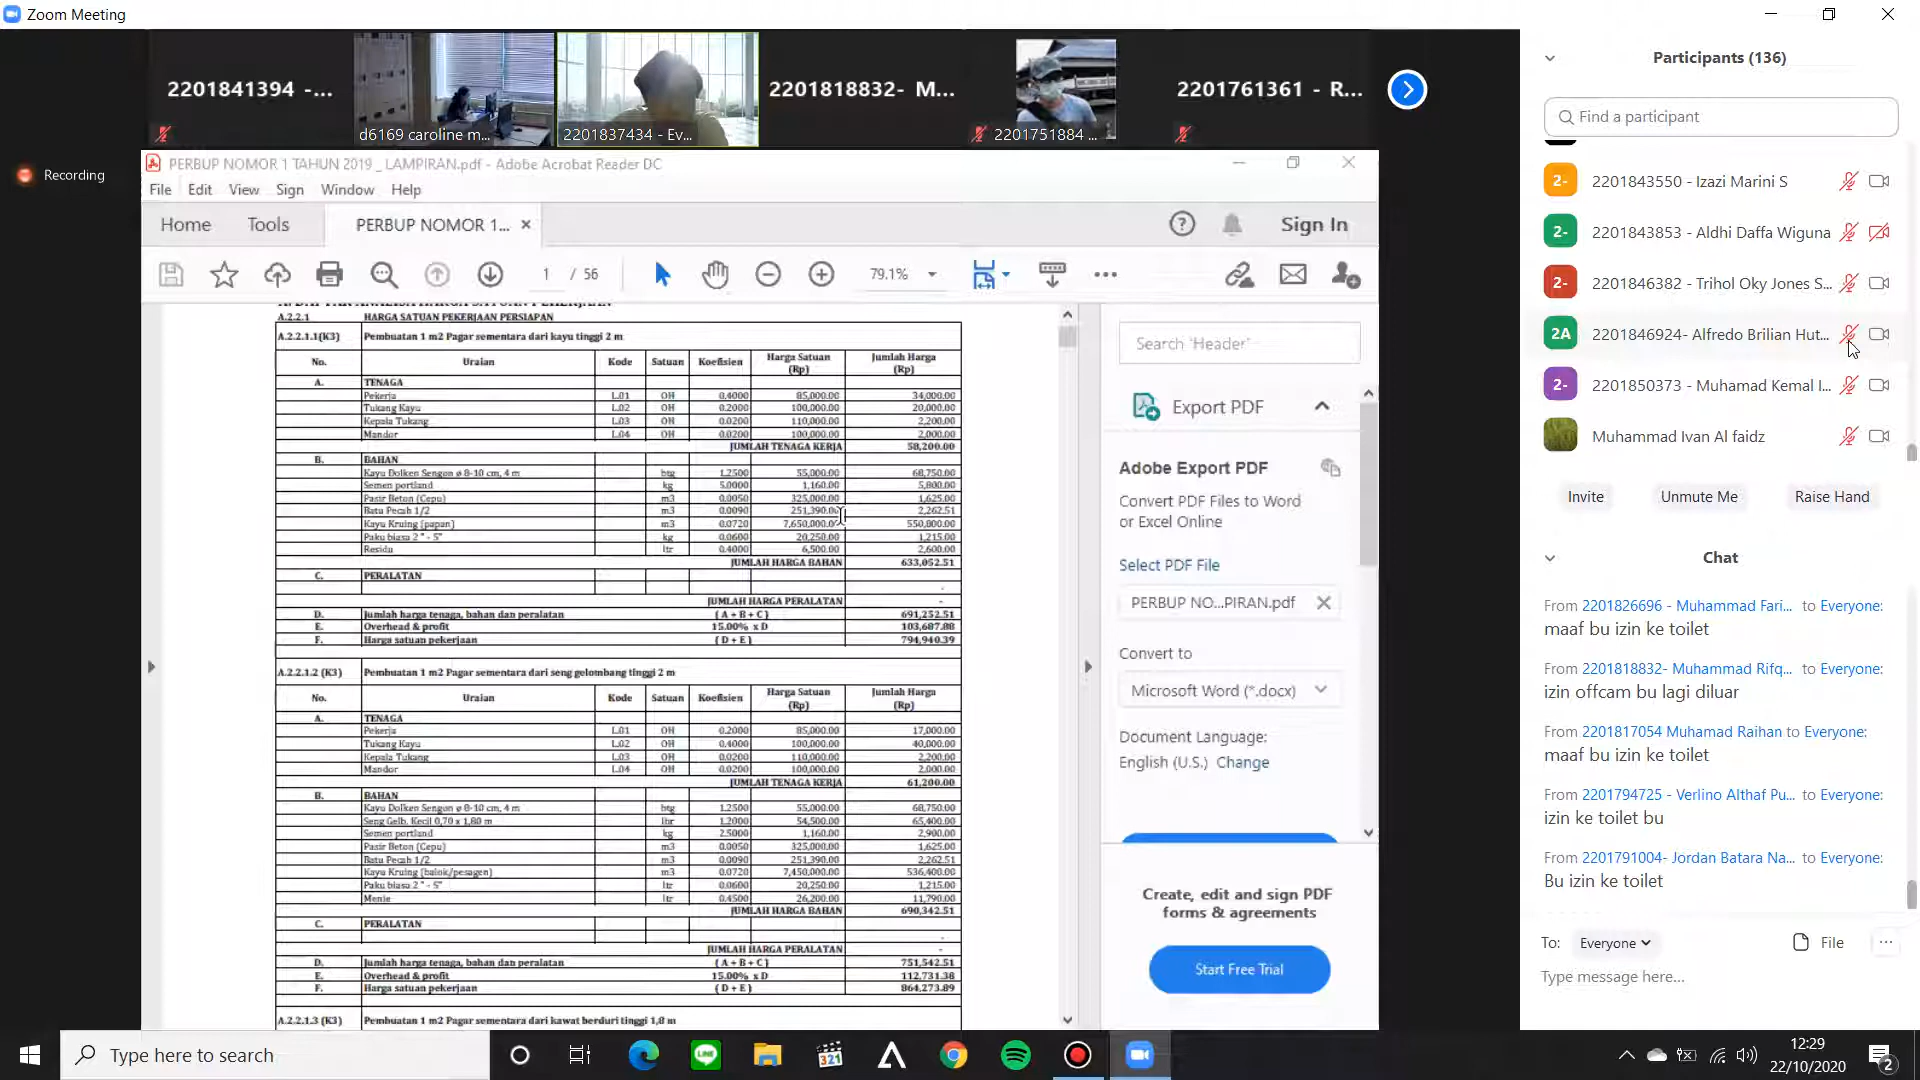 Zoom Meeting
2201841394 -...
d6169 caroline m...
2201837434 - Ev...
2201818832- M...
2201751884 ...
2201761361 - R...
Recording
PERBUP NOMOR 1 TAHUN 2019 _ LAMPIRAN.pdf - Adobe Acrobat Reader DC
File Edit View Sign Window Help
Home Tools PERBUP NOMOR 1... ×
Sign In
1 / 56
79.1%
A.2.2.1 HARGA SATUAN PEKERJAAN PERSIAPAN
A.2.2.1.1(K3) Pembuatan 1 m2 Pagar sementara dari kayu tinggi 2 m
No. Uraian Kode Satuan Koefisien Harga Satuan (Rp) Jumlah Harga (Rp)
A. TENAGA
Pekerja L.01 OH 0.4000 85,000.00 34,000.00
Tukang Kayu L.02 OH 0.2000 100,000.00 20,000.00
Kepala Tukang L.03 OH 0.0200 110,000.00 2,200.00
Mandor L.04 OH 0.0200 100,000.00 2,000.00
JUMLAH TENAGA KERJA 58,200.00
B. BAHAN
Kayu Dolken Sengon ø 8-10 cm, 4 m btg 1.2500 55,000.00 68,750.00
Semen portland kg 5.0000 1,160.00 5,800.00
Pasir Beton (Cepu) m3 0.0050 325,000.00 1,625.00
Batu Pecah 1/2 m3 0.0090 251,390.00 2,262.51
Kayu Kruing (papan) m3 0.0720 7,650,000.00 550,800.00
Paku biasa 2 " - 5" kg 0.0600 20,250.00 1,215.00
Residu ltr 0.4000 6,500.00 2,600.00
JUMLAH HARGA BAHAN 633,052.51
C. PERALATAN
-
JUMLAH HARGA PERALATAN -
D. Jumlah harga tenaga, bahan dan peralatan ( A + B + C ) 691,252.51
E. Overhead & profit 15.00% x D 103,687.88
F. Harga satuan pekerjaan ( D + E ) 794,940.39
A.2.2.1.2 (K3) Pembuatan 1 m2 Pagar sementara dari seng gelombang tinggi 2 m
No. Uraian Kode Satuan Koefisien Harga Satuan (Rp) Jumlah Harga (Rp)
A. TENAGA
Pekerja L.01 OH 0.2000 85,000.00 17,000.00
Tukang Kayu L.02 OH 0.4000 100,000.00 40,000.00
Kepala Tukang L.03 OH 0.0200 110,000.00 2,200.00
Mandor L.04 OH 0.0200 100,000.00 2,000.00
JUMLAH TENAGA KERJA 61,200.00
B. BAHAN
Kayu Dolken Sengon ø 8-10 cm, 4 m btg 1.2500 55,000.00 68,750.00
Seng Gelb. Kecil 0,70 x 1,80 m lbr 1.2000 54,500.00 65,400.00
Semen portland kg 2.5000 1,160.00 2,900.00
Pasir Beton (Cepu) m3 0.0050 325,000.00 1,625.00
Batu Pecah 1/2 m3 0.0090 251,390.00 2,262.51
Kayu Kruing (balok/pesagen) m3 0.0720 7,450,000.00 536,400.00
Paku biasa 2 " - 5" ltr 0.0600 20,250.00 1,215.00
Menie ltr 0.4500 26,200.00 11,790.00
JUMLAH HARGA BAHAN 690,342.51
C. PERALATAN
-
JUMLAH HARGA PERALATAN -
D. Jumlah harga tenaga, bahan dan peralatan ( A + B + C ) 751,542.51
E. Overhead & profit 15.00% x D 112,731.38
F. Harga satuan pekerjaan ( D + E ) 864,273.89
A.2.2.1.3 (K3) Pembuatan 1 m2 Pagar sementara dari kawat berduri tinggi 1,8 m
Search 'Header'
Export PDF
Adobe Export PDF
Convert PDF Files to Word
or Excel Online
Select PDF File
PERBUP NO...PIRAN.pdf
Convert to
Microsoft Word (*.docx)
Document Language:
English (U.S.) Change
Create, edit and sign PDF
forms & agreements
Start Free Trial
Participants (136)
Find a participant
2- 2201843550 - Izazi Marini S
2- 2201843853 - Aldhi Daffa Wiguna
2- 2201846382 - Trihol Oky Jones S...
2A 2201846924- Alfredo Brilian Hut...
2- 2201850373 - Muhamad Kemal I...
Muhammad Ivan Al faidz
Invite Unmute Me Raise Hand
Chat
From 2201826696 - Muhammad Fari... to Everyone:
maaf bu izin ke toilet
From 2201818832- Muhammad Rifq... to Everyone:
izin offcam bu lagi diluar
From 2201817054 Muhamad Raihan to Everyone:
maaf bu izin ke toilet
From 2201794725 - Verlino Althaf Pu... to Everyone:
izin ke toilet bu
From 2201791004- Jordan Batara Na... to Everyone:
Bu izin ke toilet
To: Everyone File ...
Type message here...
Type here to search
321
12:29
22/10/2020
2